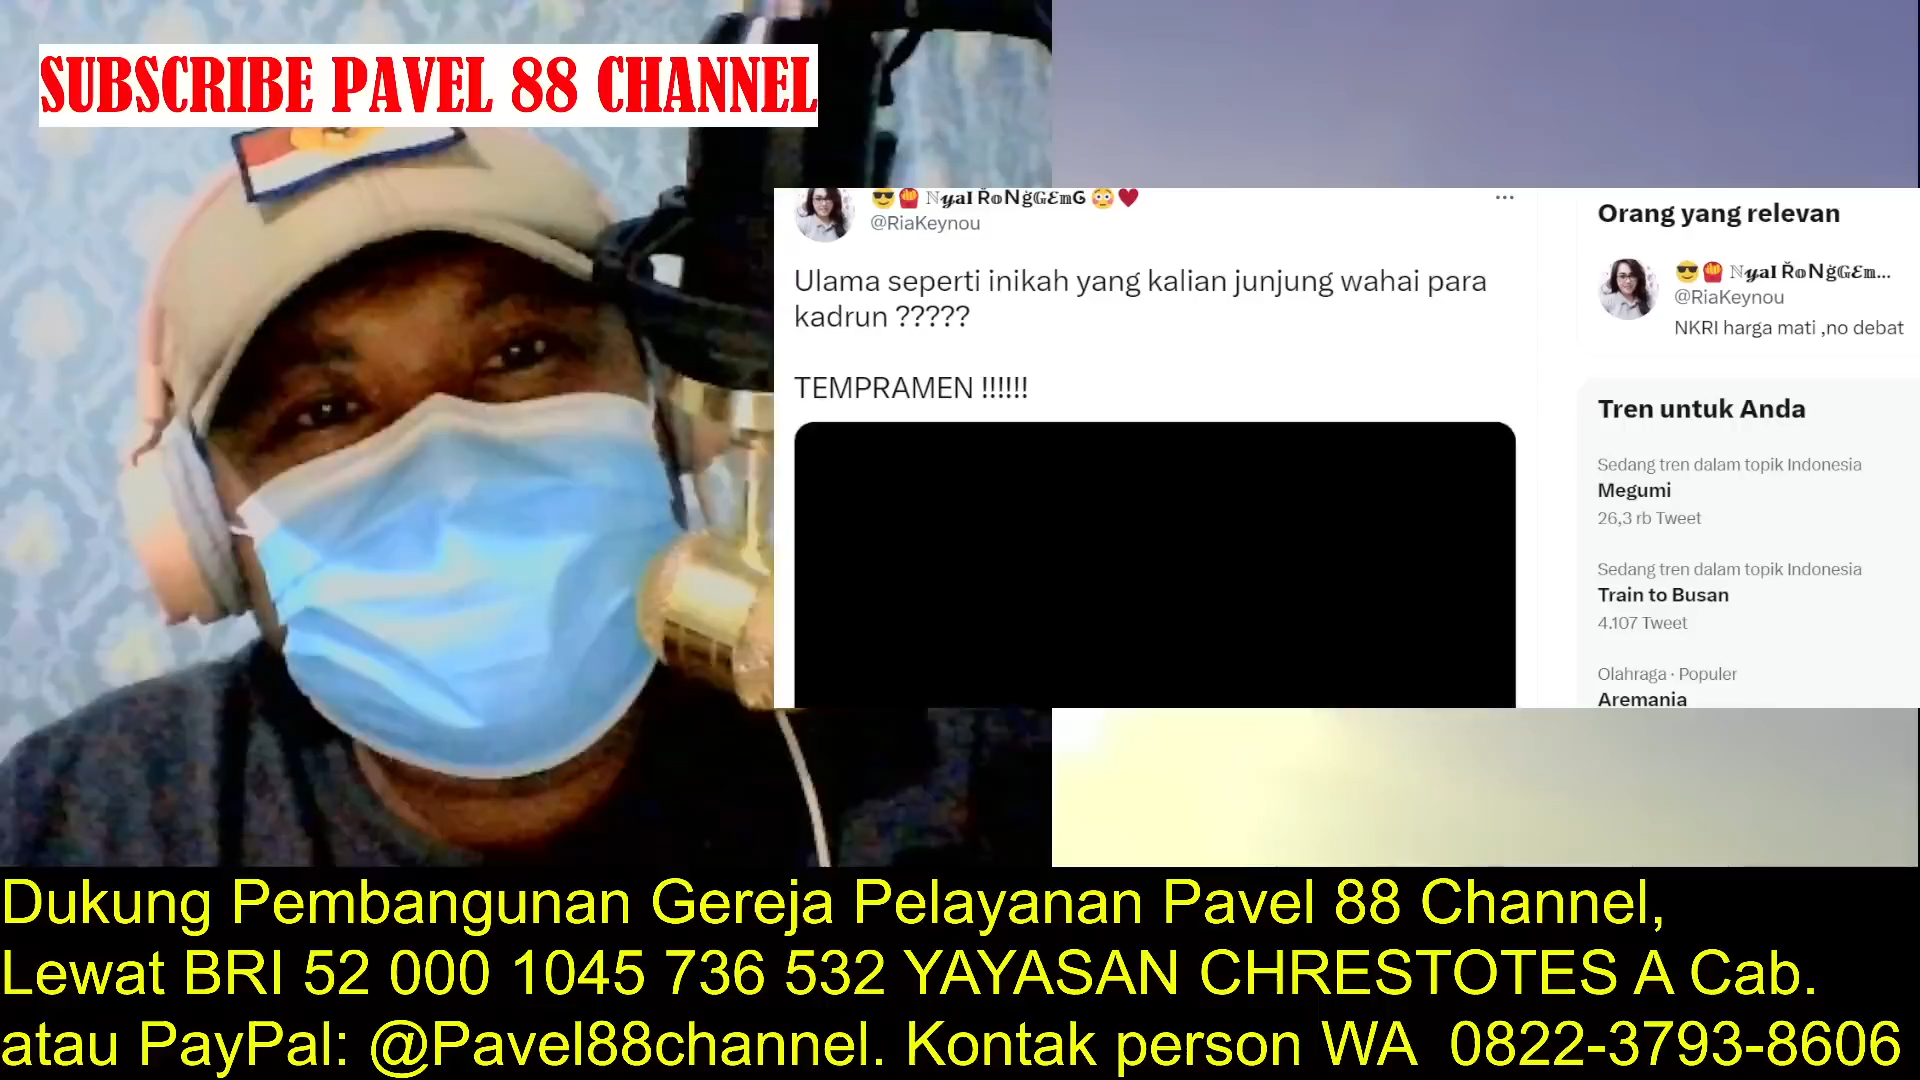 SUBSCRIBE PAVEL 88 CHANNEL
😎🍟 ℕ𝔂𝐚𝐈 Ř𝕠NġG𝓔𝕟G 😳♥
@RiaKeynou
Ulama seperti inikah yang kalian junjung wahai para
kadrun ?????
TEMPRAMEN !!!!!!
Orang yang relevan
😎🍟 ℕ𝔂𝐚𝐈 Ř𝕠NġG𝓔𝕟...
@RiaKeynou
NKRI harga mati ,no debat
Tren untuk Anda
Sedang tren dalam topik Indonesia
Megumi
26,3 rb Tweet
Sedang tren dalam topik Indonesia
Train to Busan
4.107 Tweet
Olahraga · Populer
Aremania
Dukung Pembangunan Gereja Pelayanan Pavel 88 Channel,
Lewat BRI 52 000 1045 736 532 YAYASAN CHRESTOTES A Cab.
atau PayPal: @Pavel88channel. Kontak person WA 0822-3793-8606